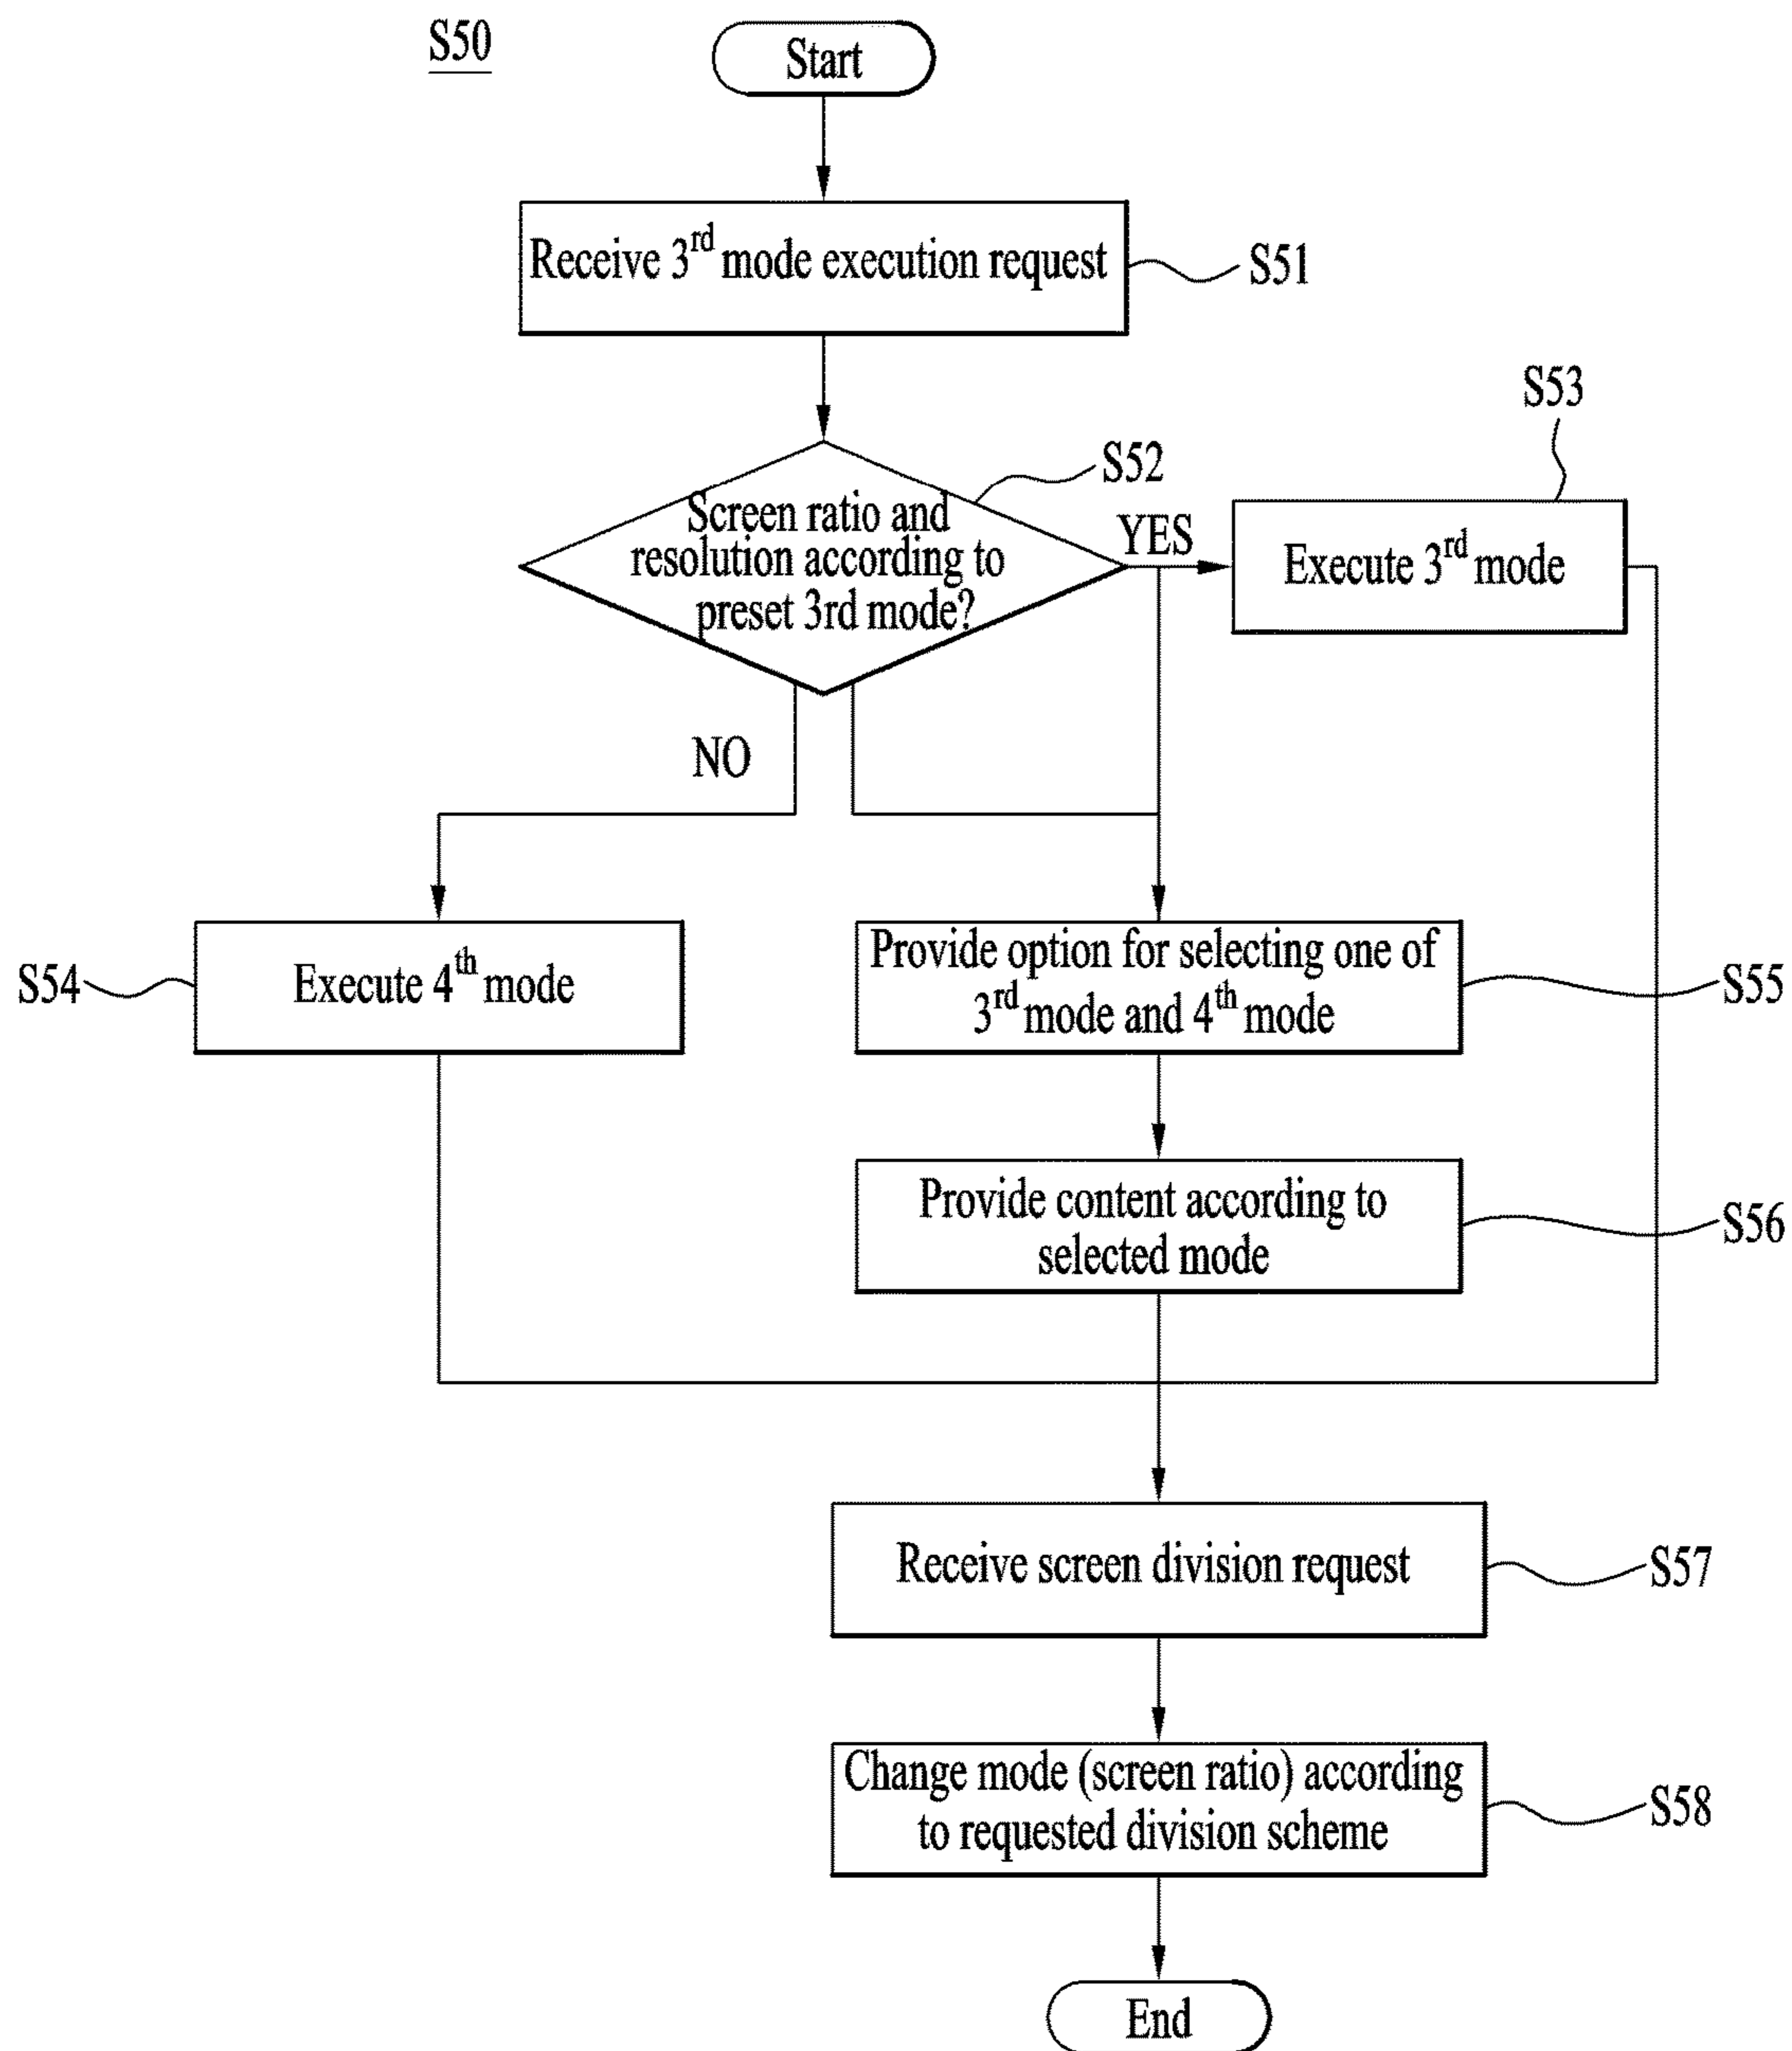 S50
Start
Receive 3rd mode execution request
S51
S53
S52
Screen ratio and
resolution according to
preset 3rd mode?
YES
Execute 3rd mode
NO
S54
Execute 4th mode
Provide option for selecting one of
3rd mode and 4th mode
S55
Provide content according to
selected mode
S56
Receive screen division request
S57
Change mode (screen ratio) according
to requested division scheme
S58
End